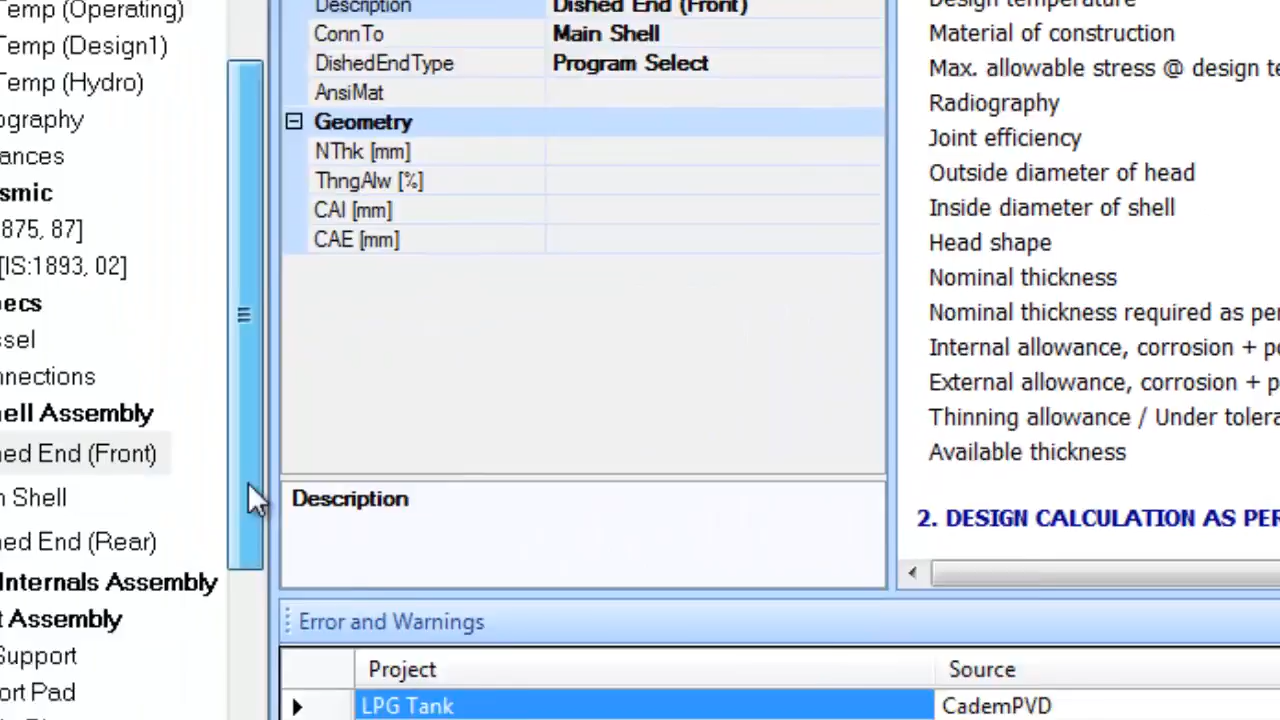 Temp (Operating)
Temp (Design1)
Temp (Hydro)
ography
ances
smic
875, 87]
[IS:1893, 02]
ecs
ssel
nnections
ell Assembly
ed End (Front)
n Shell
ed End (Rear)
Internals Assembly
t Assembly
Support
ort Pad
Description Dished End (Front)
ConnTo Main Shell
DishedEndType Program Select
AnsiMat
Geometry
NThk [mm]
ThngAlw [%]
CAI [mm]
CAE [mm]
Description
Design temperature
Material of construction
Max. allowable stress @ design te
Radiography
Joint efficiency
Outside diameter of head
Inside diameter of shell
Head shape
Nominal thickness
Nominal thickness required as per
Internal allowance, corrosion + po
External allowance, corrosion + p
Thinning allowance / Under tolera
Available thickness
2. DESIGN CALCULATION AS PER
Error and Warnings
Project Source
LPG Tank CademPVD